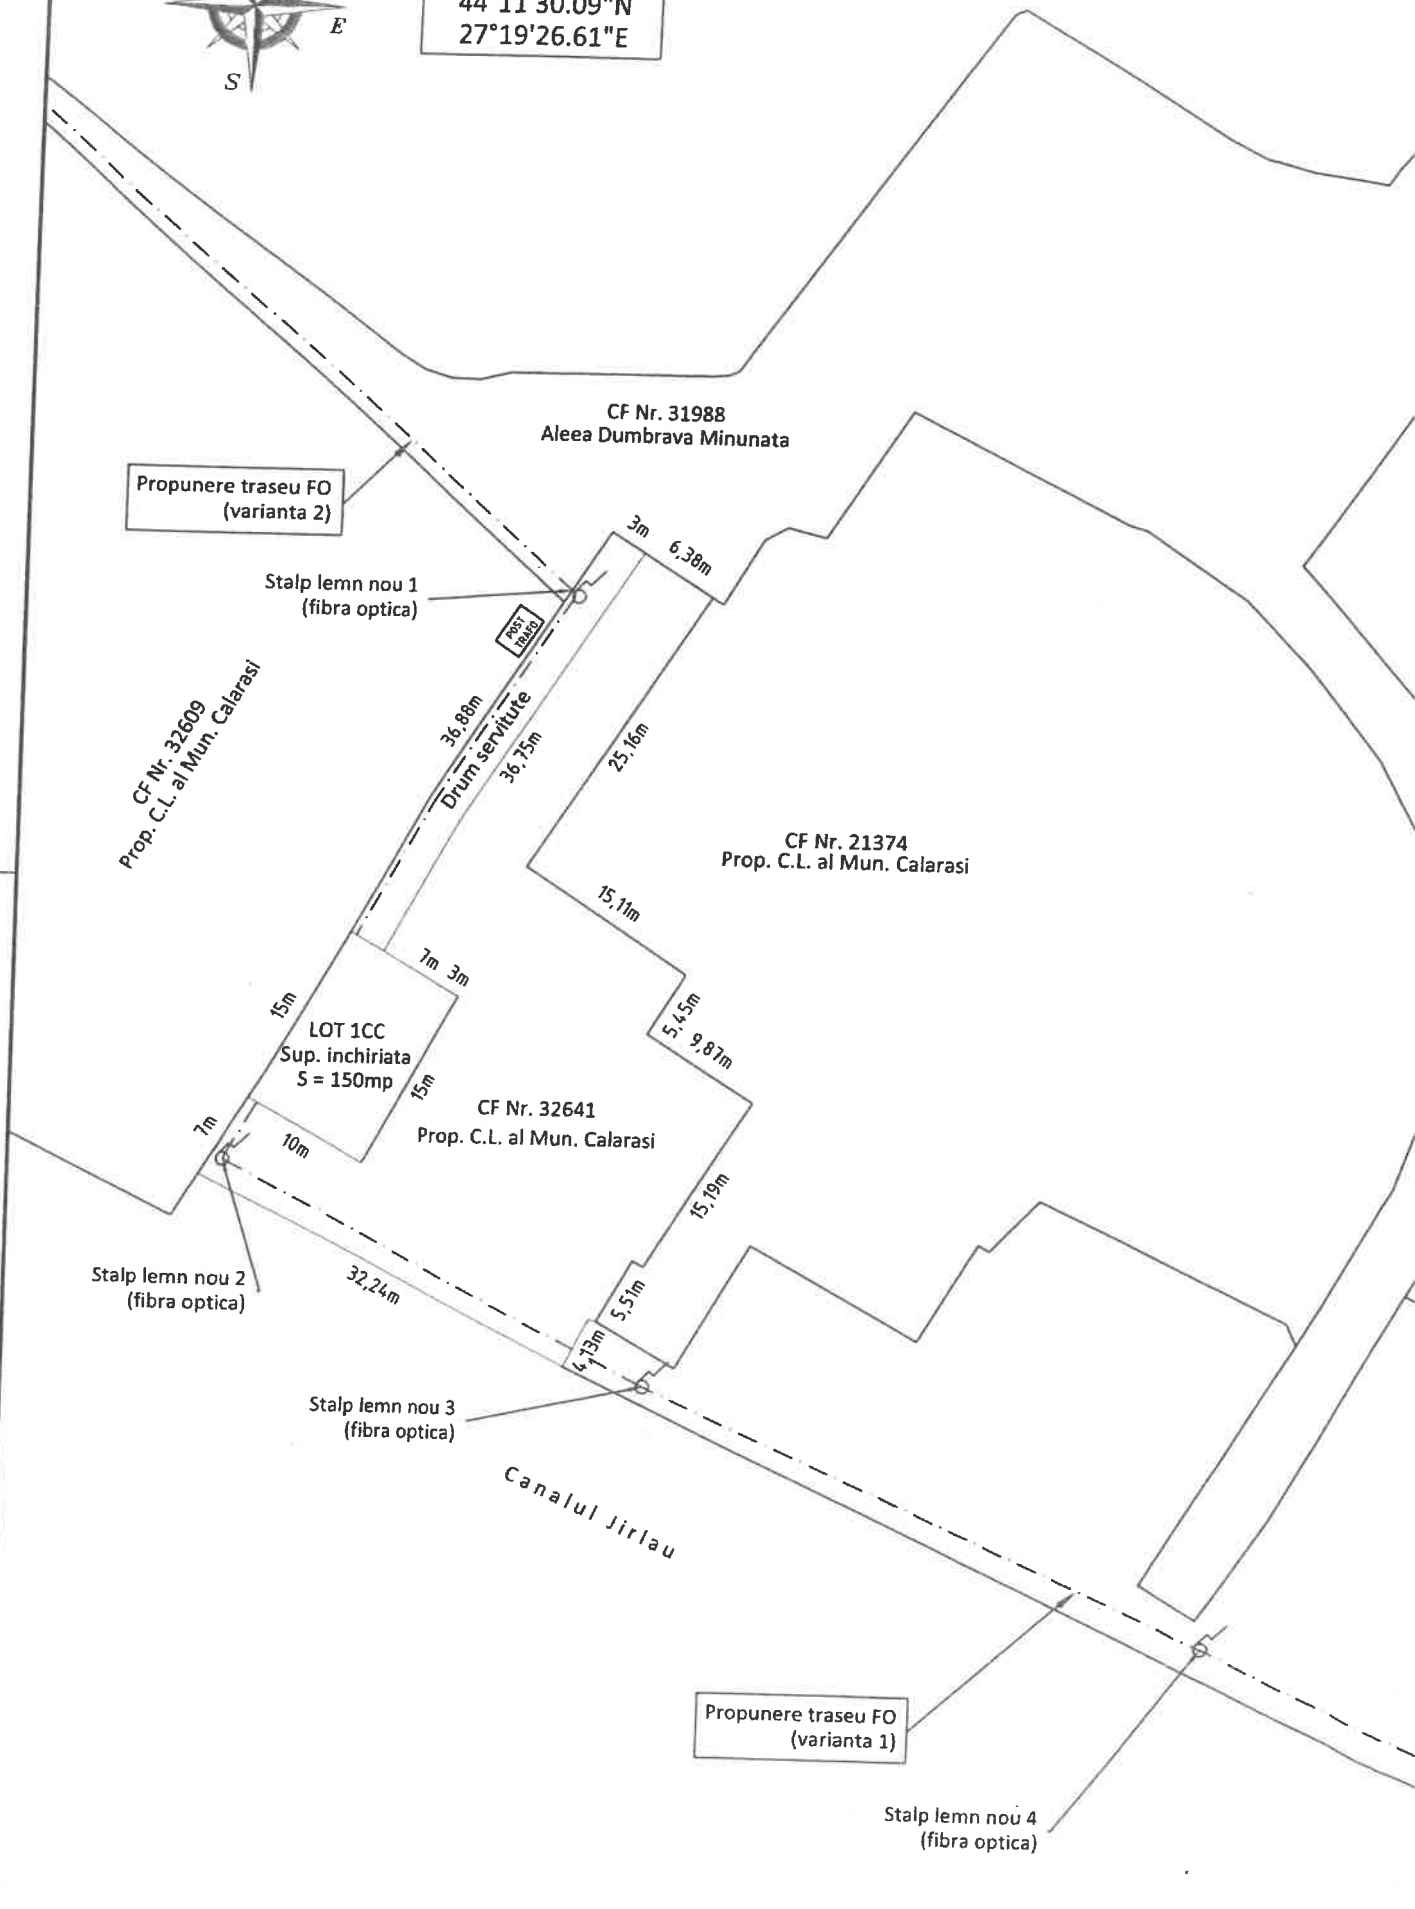 44°11'30.09"N
27°19'26.61"E
E
S
CF Nr. 31988
Aleea Dumbrava Minunata
Propunere traseu FO
(varianta 2)
3m
6,38m
Stalp lemn nou 1
(fibra optica)
POST
TRAFO
CF Nr. 32609
Prop. C.L. al Mun. Calarasi
36,88m
Drum servitute
36,75m
25,16m
CF Nr. 21374
Prop. C.L. al Mun. Calarasi
15,11m
7m 3m
15m
5,45m
9,87m
LOT 1CC
Sup. inchiriata
S = 150mp
15m
CF Nr. 32641
Prop. C.L. al Mun. Calarasi
7m
10m
15,19m
Stalp lemn nou 2
(fibra optica)
32,24m
5,51m
4,13m
Stalp lemn nou 3
(fibra optica)
Canalul Jirlau
Propunere traseu FO
(varianta 1)
Stalp lemn nou 4
(fibra optica)